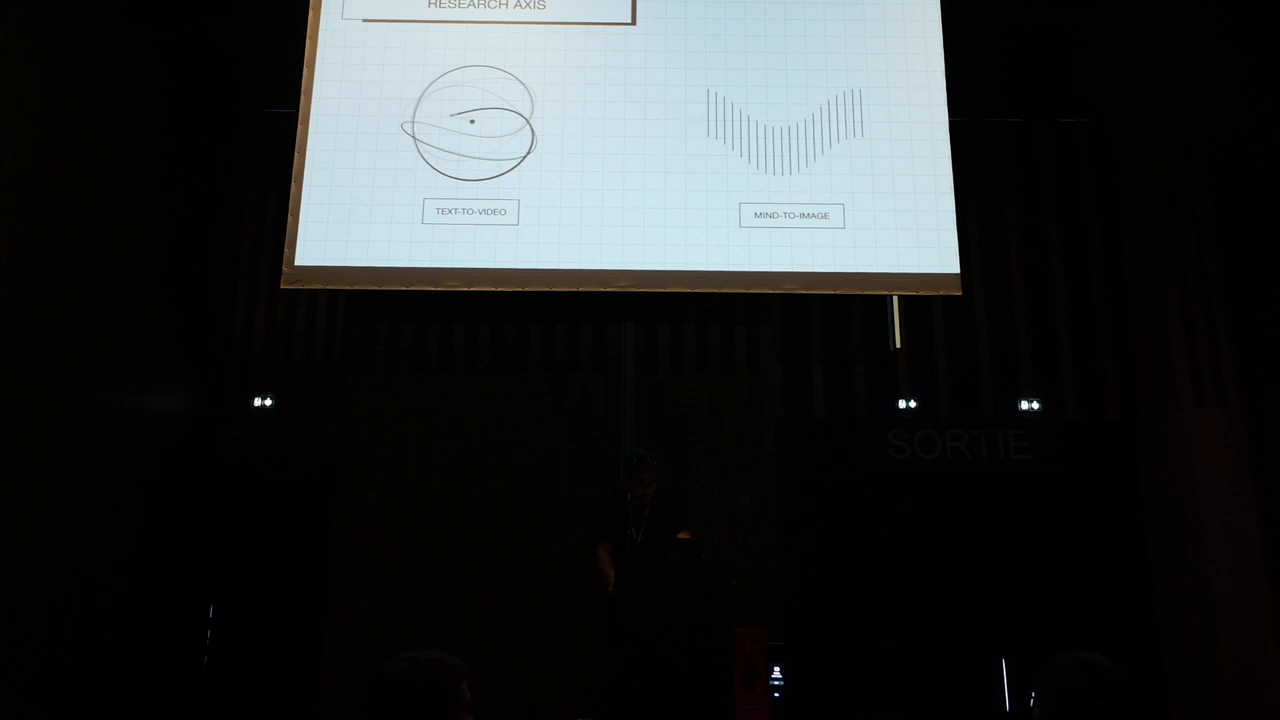 RESEARCH AXIS
TEXT-TO-VIDEO
MIND-TO-IMAGE
SORTIE